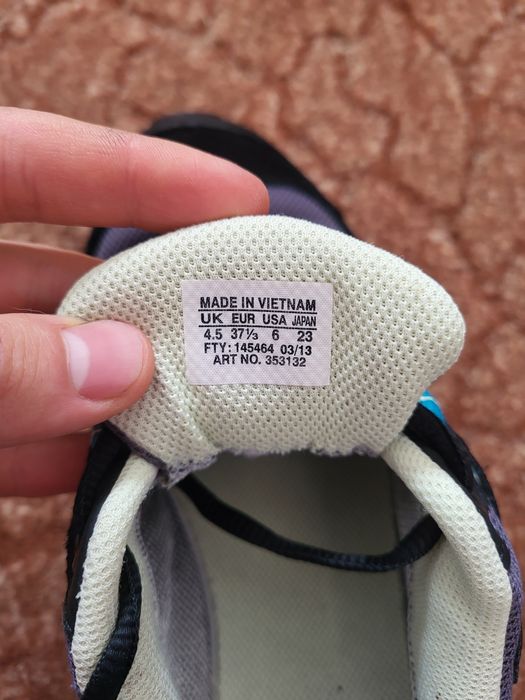 MADE IN VIETNAM
UK EUR USA JAPAN
4.5 37⅓ 6 23
FTY: 145464 03/13
ART NO. 353132